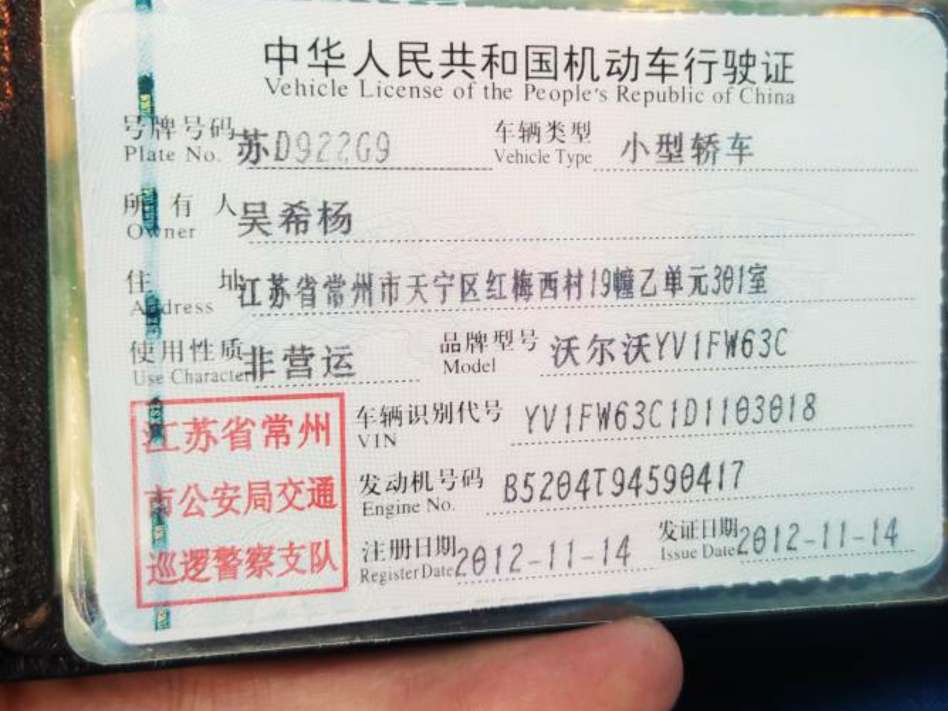 中华人民共和国机动车行驶证
Vehicle License of the People's Republic of China
号牌号码 苏D922G9 车辆类型 小型轿车
Plate No. Vehicle Type
所有人 吴希杨
Owner
住址 江苏省常州市天宁区红梅西村19幢乙单元301室
Address
使用性质 非营运 品牌型号 沃尔沃YV1FW63C
Use Character Model
车辆识别代号 YV1FW63C1D1103018
VIN
发动机号码 B5204T94590417
Engine No.
注册日期 2012-11-14 发证日期 2012-11-14
Register Date Issue Date
江苏省常州
市公安局交通
巡逻警察支队